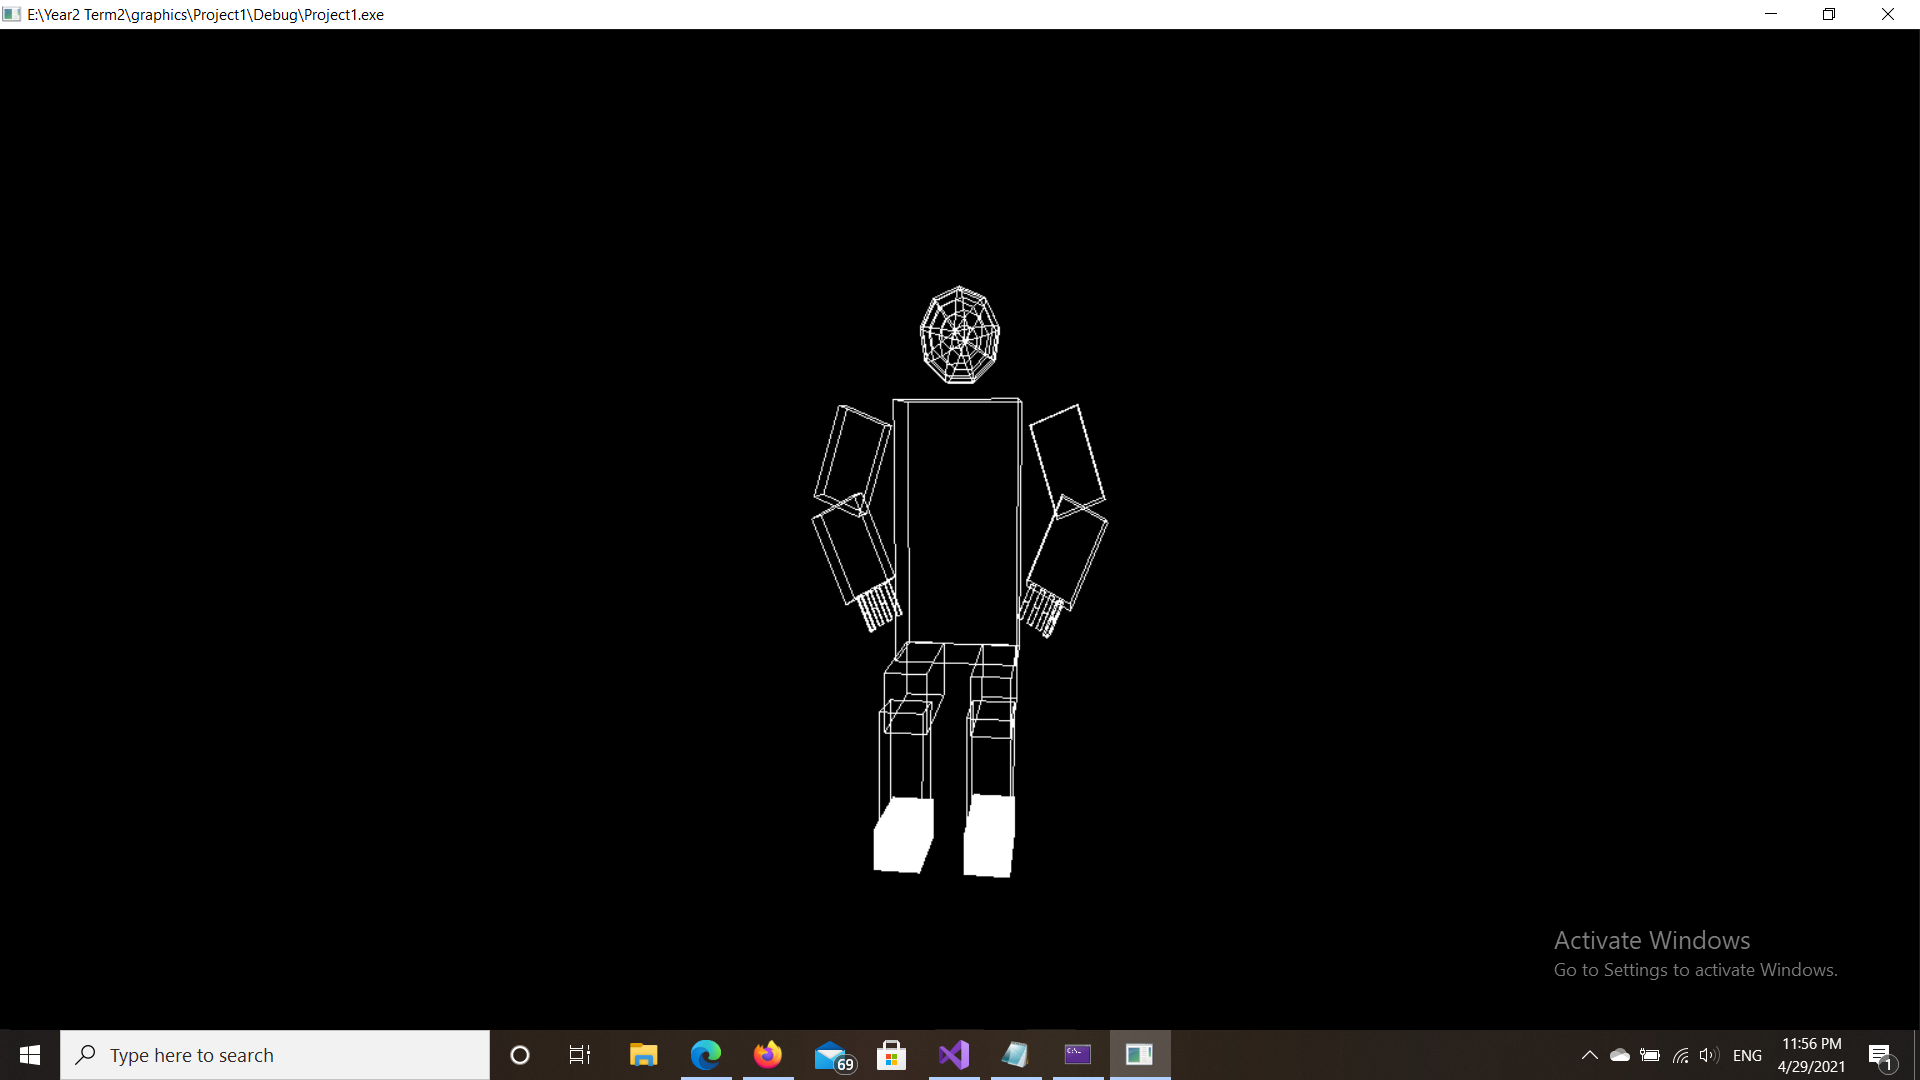 E:\Year2 Term2\graphics\Project1\Debug\Project1.exe
Activate Windows
Go to Settings to activate Windows.
Type here to search
69
C:\.
ENG
11:56 PM
4/29/2021
1